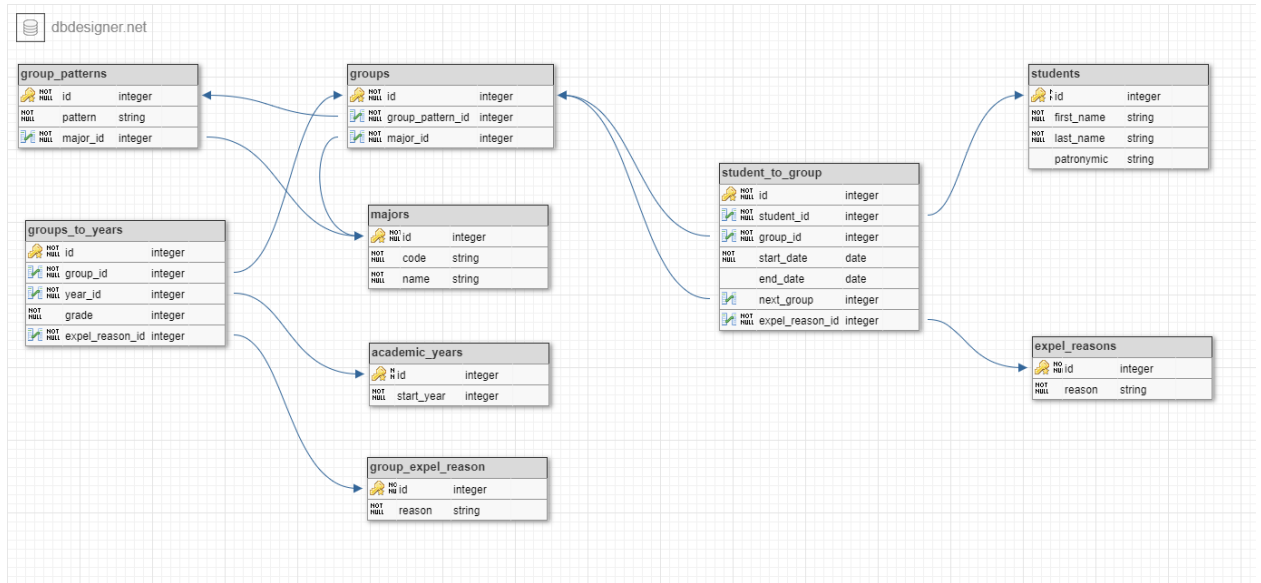 dbdesigner.net
group_patterns
NOT NULL id integer
NOT NULL pattern string
NOT NULL major_id integer
groups
NOT NULL id integer
NOT NULL group_pattern_id integer
NOT NULL major_id integer
students
id integer
NOT NULL first_name string
NOT NULL last_name string
patronymic string
student_to_group
NOT NULL id integer
NOT NULL student_id integer
NOT NULL group_id integer
NOT NULL start_date date
end_date date
next_group integer
NOT NULL expel_reason_id integer
majors
id integer
NOT NULL code string
NOT NULL name string
groups_to_years
NOT NULL id integer
NOT NULL group_id integer
NOT NULL year_id integer
NOT NULL grade integer
NOT NULL expel_reason_id integer
academic_years
id integer
NOT NULL start_year integer
expel_reasons
id integer
NOT NULL reason string
group_expel_reason
id integer
NOT NULL reason string